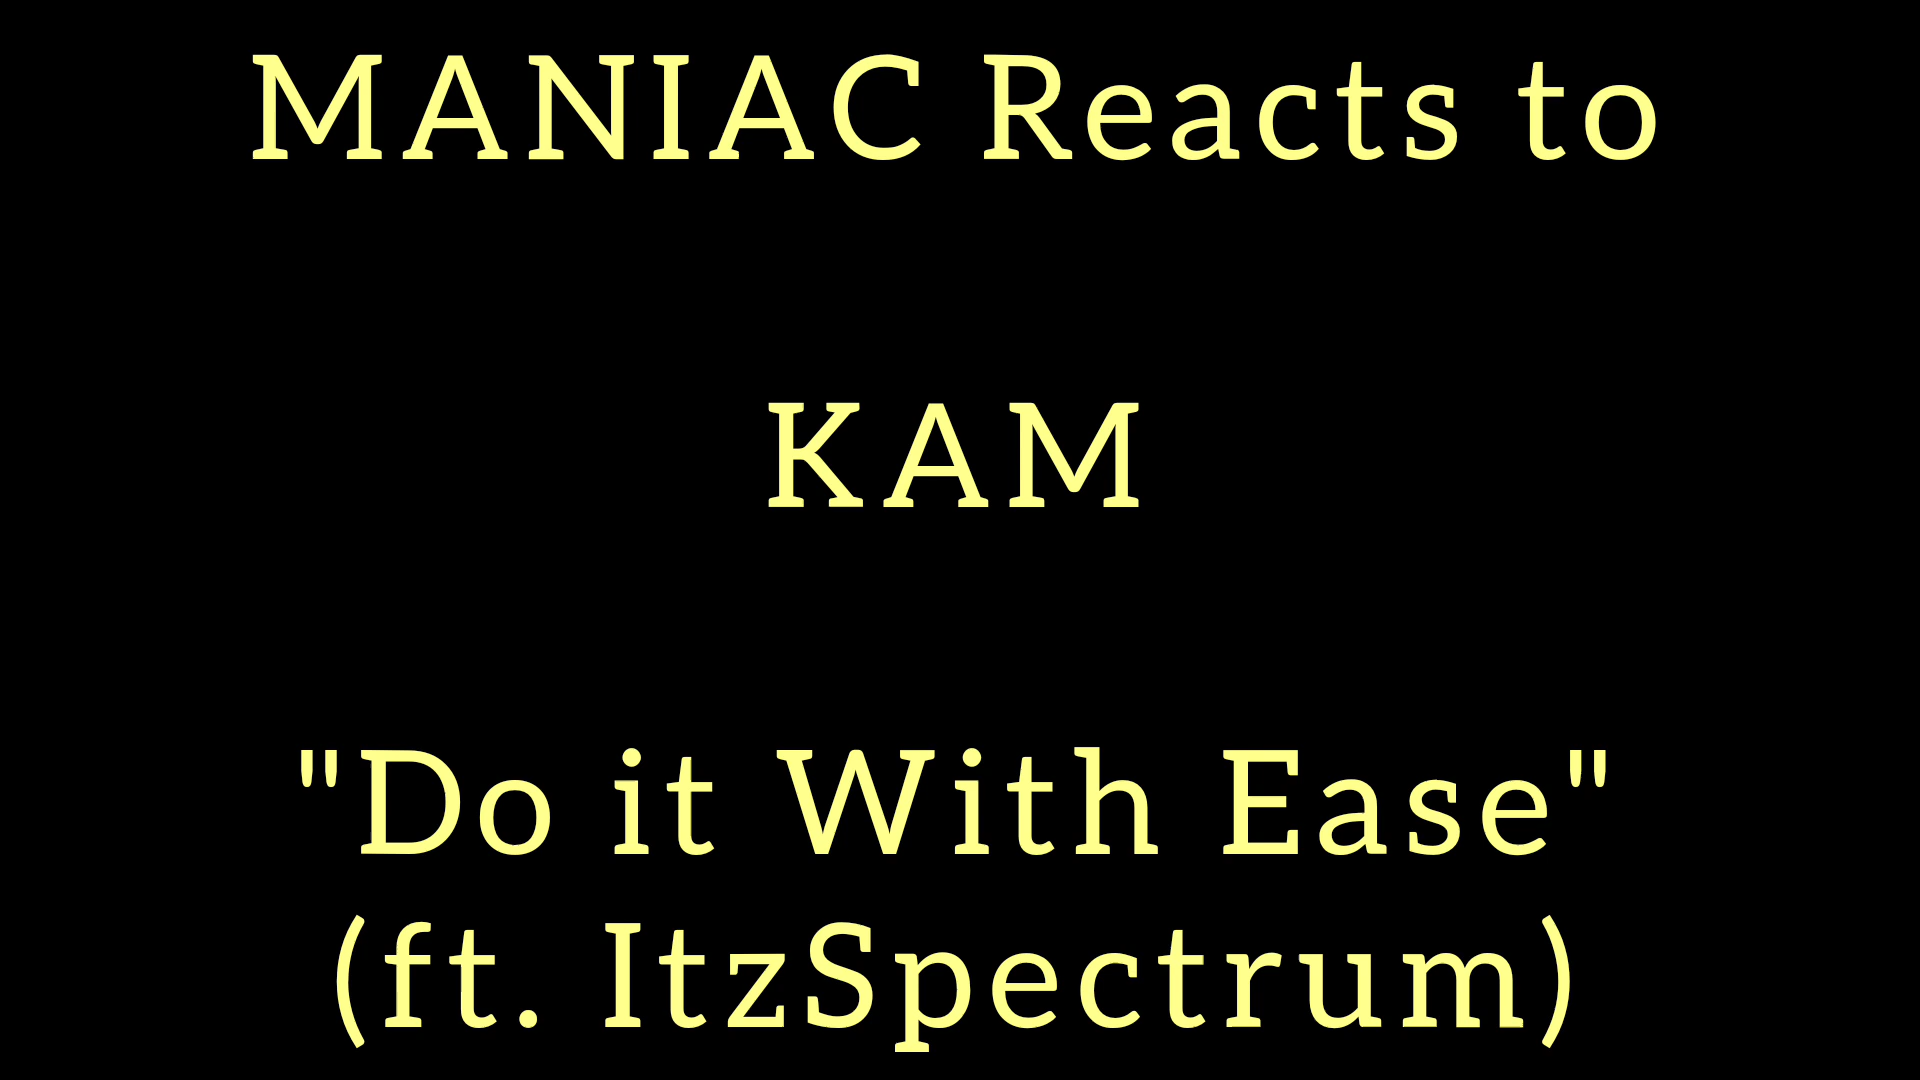 MANIAC Reacts to
KAM
"Do it With Ease"
(ft. ItzSpectrum)